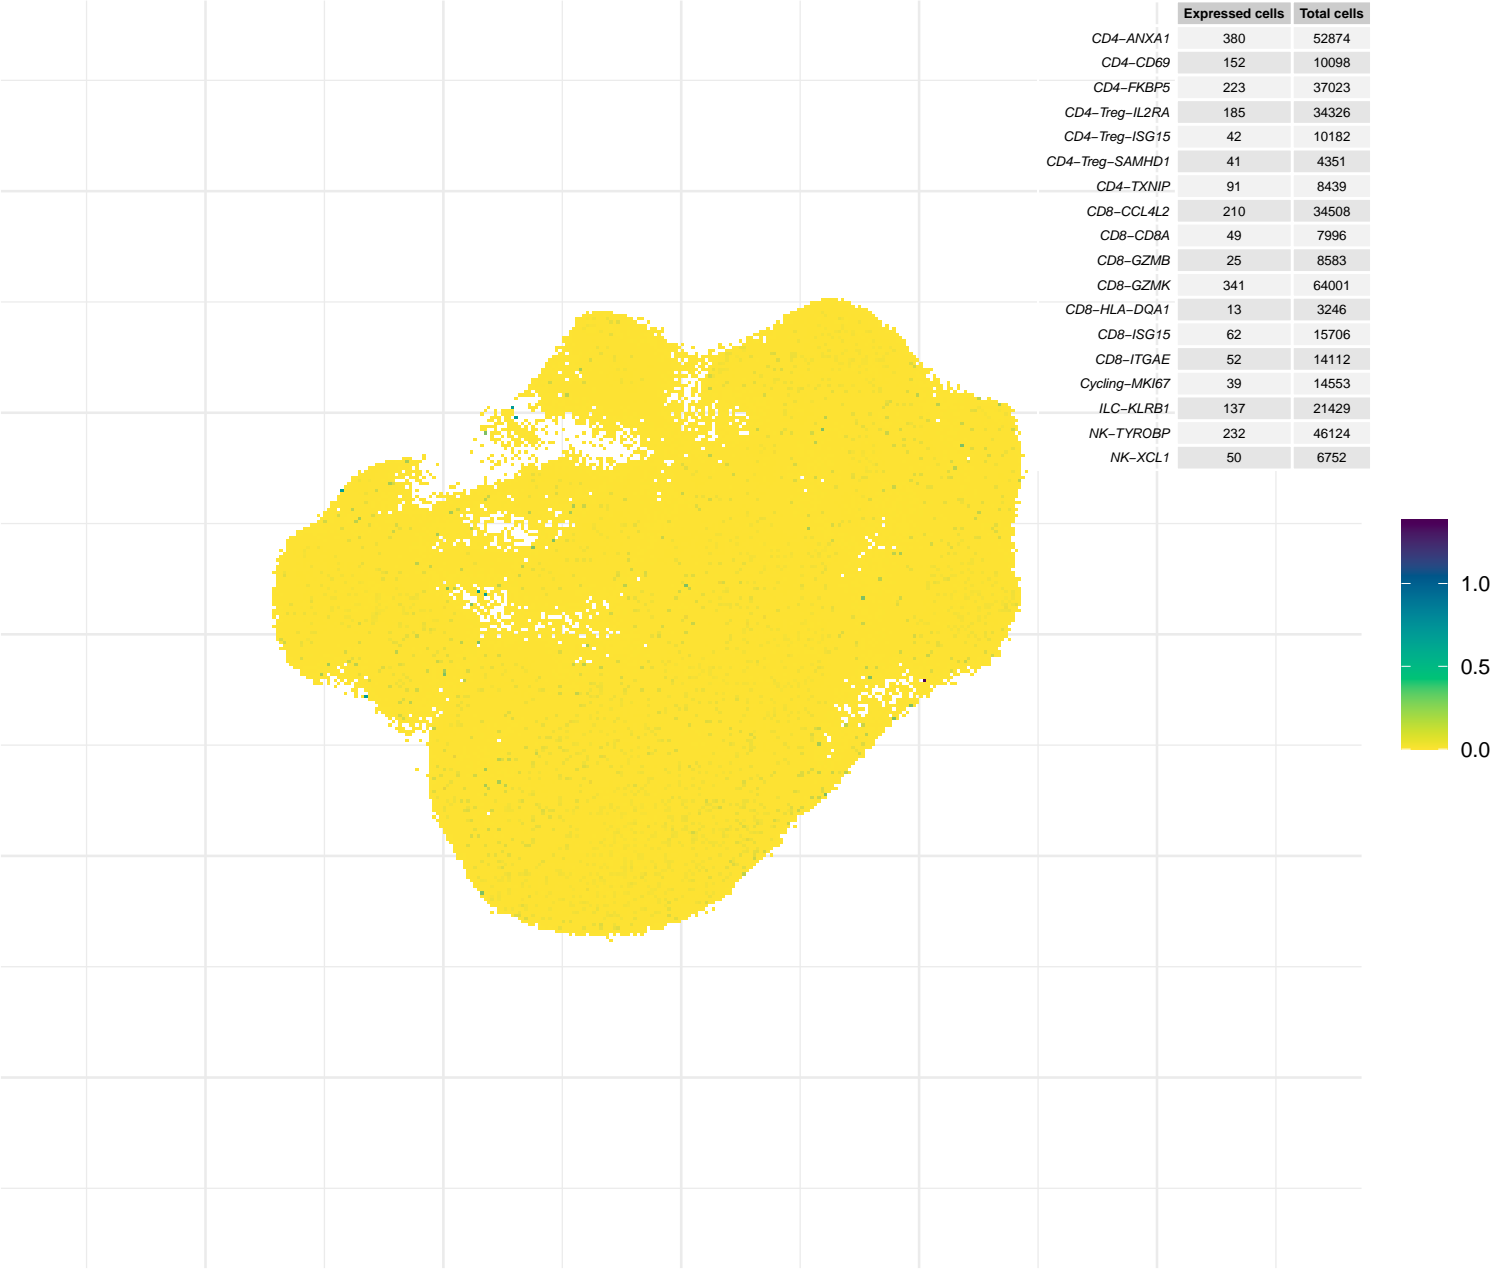 Expressed cells Total cells
CD4−ANXA1 380 52874
CD4−CD69 152 10098
CD4−FKBP5 223 37023
CD4−Treg−IL2RA 185 34326
CD4−Treg−ISG15 42 10182
CD4−Treg−SAMHD1 41 4351
CD4−TXNIP 91 8439
CD8−CCL4L2 210 34508
CD8−CD8A 49 7996
CD8−GZMB 25 8583
CD8−GZMK 341 64001
CD8−HLA−DQA1 13 3246
CD8−ISG15 62 15706
CD8−ITGAE 52 14112
Cycling−MKI67 39 14553
ILC−KLRB1 137 21429
NK−TYROBP 232 46124
NK−XCL1 50 6752
1.0
0.5
0.0